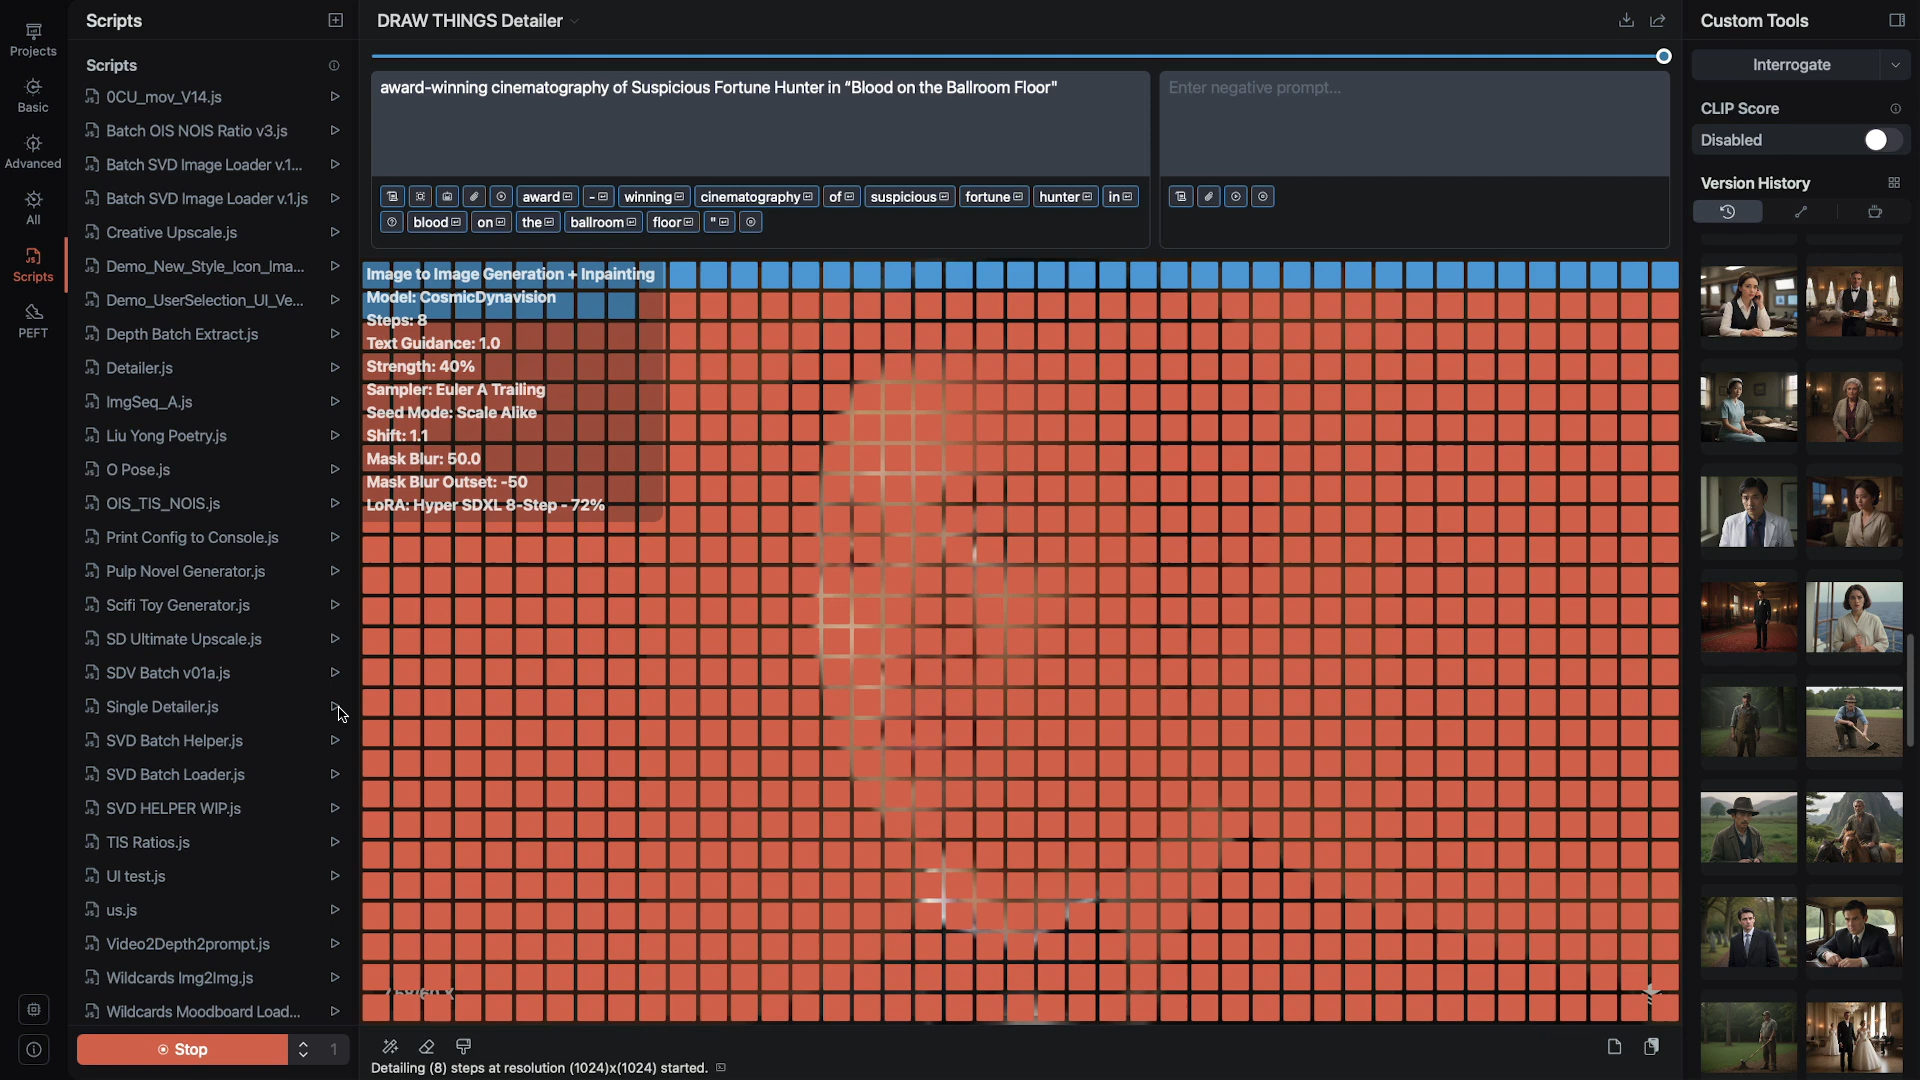 Projects
Basic
Advanced
All
Scripts
PEFT
Scripts
Scripts
OCU_mov_V14.js
Batch OIS NOIS Ratio v3.js
Batch SVD Image Loader v.1...
Batch SVD Image Loader v.1.js
Creative Upscale.js
Demo_New_Style_Icon_Ima...
Demo_UserSelection_UI_Ve...
Depth Batch Extract.js
Detailer.js
ImgSeq_A.js
Liu Yong Poetry.js
O Pose.js
OIS_TIS_NOIS.js
Print Config to Console.js
Pulp Novel Generator.js
Scifi Toy Generator.js
SD Ultimate Upscale.js
SDV Batch v01a.js
Single Detailer.js
SVD Batch Helper.js
SVD Batch Loader.js
SVD HELPER WIP.js
TIS Ratios.js
UI test.js
us.js
Video2Depth2prompt.js
Wildcards Img2Img.js
Wildcards Moodboard Load...
Stop
1
DRAW THINGS Detailer
award-winning cinematography of Suspicious Fortune Hunter in “Blood on the Ballroom Floor"
award - winning cinematography of suspicious fortune hunter in
blood on the ballroom floor "
Enter negative prompt...
Image to Image Generation + Inpainting
Model: CosmicDynavision
Steps: 8
Text Guidance: 1.0
Strength: 40%
Sampler: Euler A Trailing
Seed Mode: Scale Alike
Shift: 1.1
Mask Blur: 50.0
Mask Blur Outset: -50
LoRA: Hyper SDXL 8-Step - 72%
Detailing (8) steps at resolution (1024)x(1024) started.
Custom Tools
Interrogate
CLIP Score
Disabled
Version History